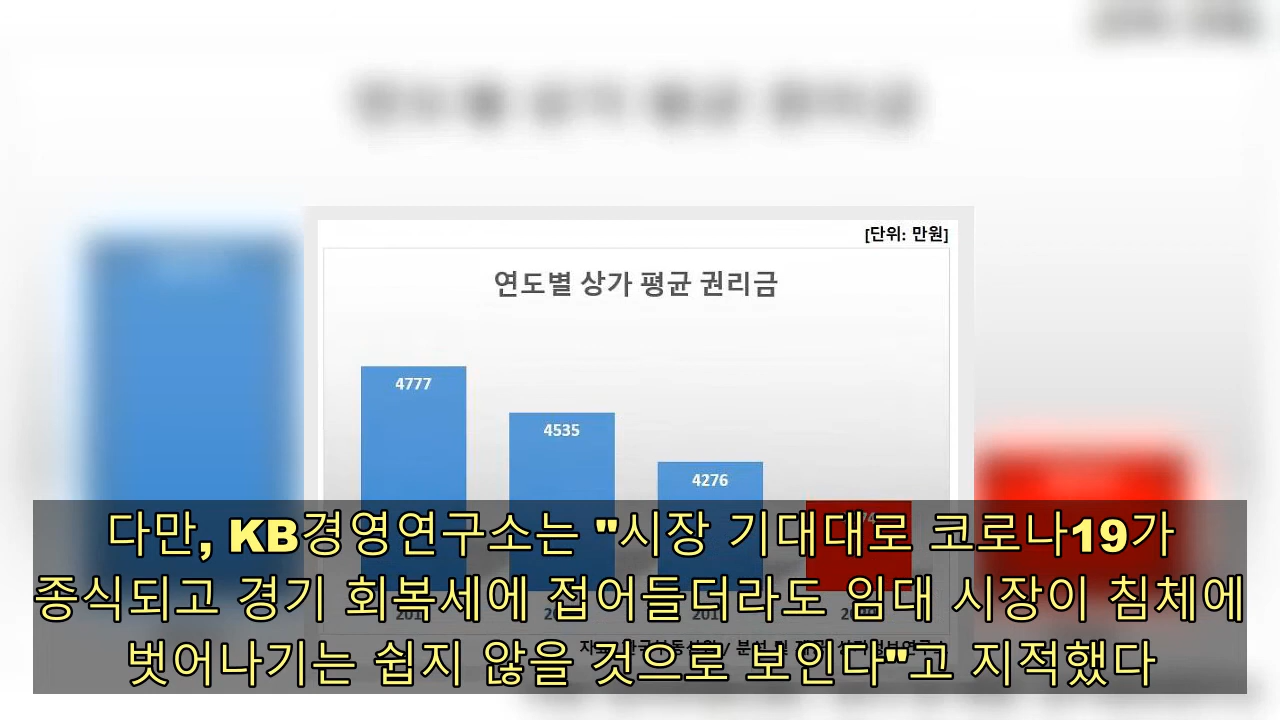 [단위: 만원]
연도별 상가 평균 권리금
4777
4535
4276
다만, KB경영연구소는 "시장 기대대로 코로나19가
종식되고 경기 회복세에 접어들더라도 임대 시장이 침체에
벗어나기는 쉽지 않을 것으로 보인다"고 지적했다